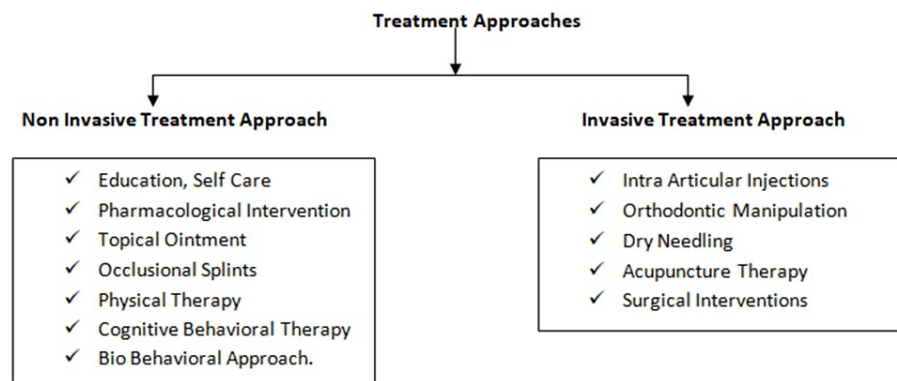 Treatment Approaches
Non Invasive Treatment Approach
✓ Education, Self Care
✓ Pharmacological Intervention
✓ Topical Ointment
✓ Occlusional Splints
✓ Physical Therapy
✓ Cognitive Behavioral Therapy
✓ Bio Behavioral Approach.
Invasive Treatment Approach
✓ Intra Articular Injections
✓ Orthodontic Manipulation
✓ Dry Needling
✓ Acupuncture Therapy
✓ Surgical Interventions